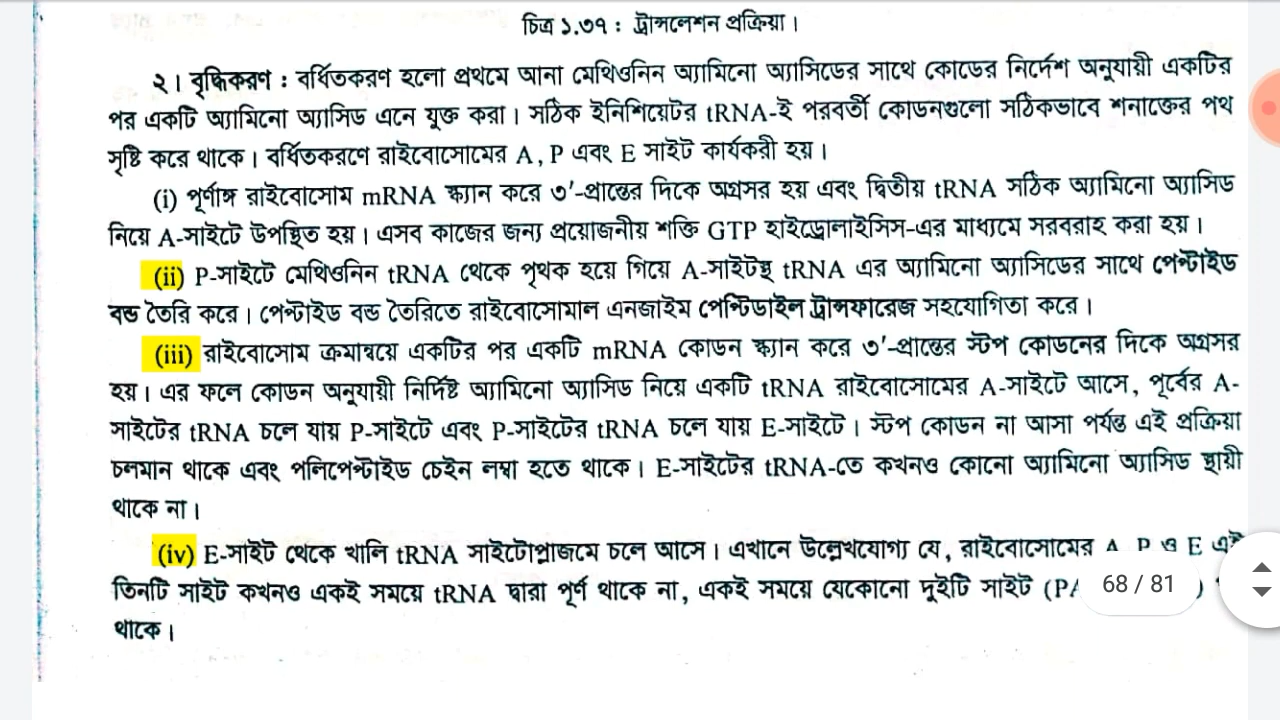 চিত্র ১.৩৭ : ট্রান্সলেশন প্রক্রিয়া।
২। বৃদ্ধিকরণ : বর্ধিতকরণ হলো প্রথমে আনা মেথিওনিন অ্যামিনো অ্যাসিডের সাথে কোডের নির্দেশ অনুযায়ী একটির
পর একটি অ্যামিনো অ্যাসিড এনে যুক্ত করা। সঠিক ইনিশিয়েটর tRNA-ই পরবর্তী কোডনগুলো সঠিকভাবে শনাক্তের পথ
সৃষ্টি করে থাকে। বর্ধিতকরণে রাইবোসোমের A, P এবং E সাইট কার্যকরী হয়।
(i) পূর্ণাঙ্গ রাইবোসোম mRNA স্ক্যান করে ৩′-প্রান্তের দিকে অগ্রসর হয় এবং দ্বিতীয় tRNA সঠিক অ্যামিনো অ্যাসিড
নিয়ে A-সাইটে উপস্থিত হয়। এসব কাজের জন্য প্রয়োজনীয় শক্তি GTP হাইড্রোলাইসিস-এর মাধ্যমে সরবরাহ করা হয়।
(ii) P-সাইটে মেথিওনিন tRNA থেকে পৃথক হয়ে গিয়ে A-সাইটস্থ tRNA এর অ্যামিনো অ্যাসিডের সাথে পেপ্টাইড
বন্ড তৈরি করে। পেপ্টাইড বন্ড তৈরিতে রাইবোসোমাল এনজাইম পেপ্টিডাইল ট্রান্সফারেজ সহযোগিতা করে।
(iii) রাইবোসোম ক্রমান্বয়ে একটির পর একটি mRNA কোডন স্ক্যান করে ৩′-প্রান্তের স্টপ কোডনের দিকে অগ্রসর
হয়। এর ফলে কোডন অনুযায়ী নির্দিষ্ট অ্যামিনো অ্যাসিড নিয়ে একটি tRNA রাইবোসোমের A-সাইটে আসে, পূর্বের A-
সাইটের tRNA চলে যায় P-সাইটে এবং P-সাইটের tRNA চলে যায় E-সাইটে। স্টপ কোডন না আসা পর্যন্ত এই প্রক্রিয়া
চলমান থাকে এবং পলিপেপ্টাইড চেইন লম্বা হতে থাকে। E-সাইটের tRNA-তে কখনও কোনো অ্যামিনো অ্যাসিড স্থায়ী
থাকে না।
(iv) E-সাইট থেকে খালি tRNA সাইটোপ্লাজমে চলে আসে। এখানে উল্লেখযোগ্য যে, রাইবোসোমের A P ও E এই
তিনটি সাইট কখনও একই সময়ে tRNA দ্বারা পূর্ণ থাকে না, একই সময়ে যেকোনো দুইটি সাইট (PA )
থাকে।
68 / 81